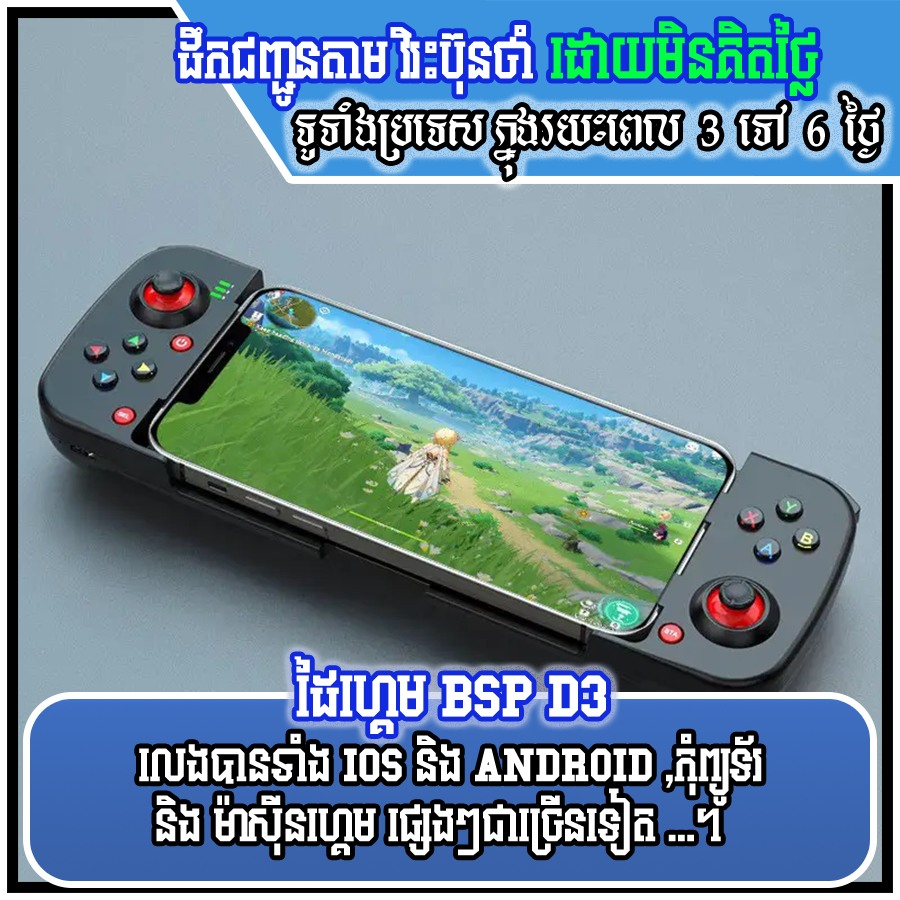 ដឹកជញ្ជូនតាម វិះប៊ុនថាំ ដោយមិនគិតថ្លៃ
ទូទាំងប្រទេស ក្នុងរយះពេល 3 ទៅ 6 ថ្ងៃ
SEL
X
Y
A
B
STA
ដៃហ្គេម BSP D3
លេងបានទាំង IOS និង ANDROID ,កុំព្យូទ័រ
និង ម៉ាស៊ីនហ្គេម ផ្សេងៗជាច្រើនទៀត ...។